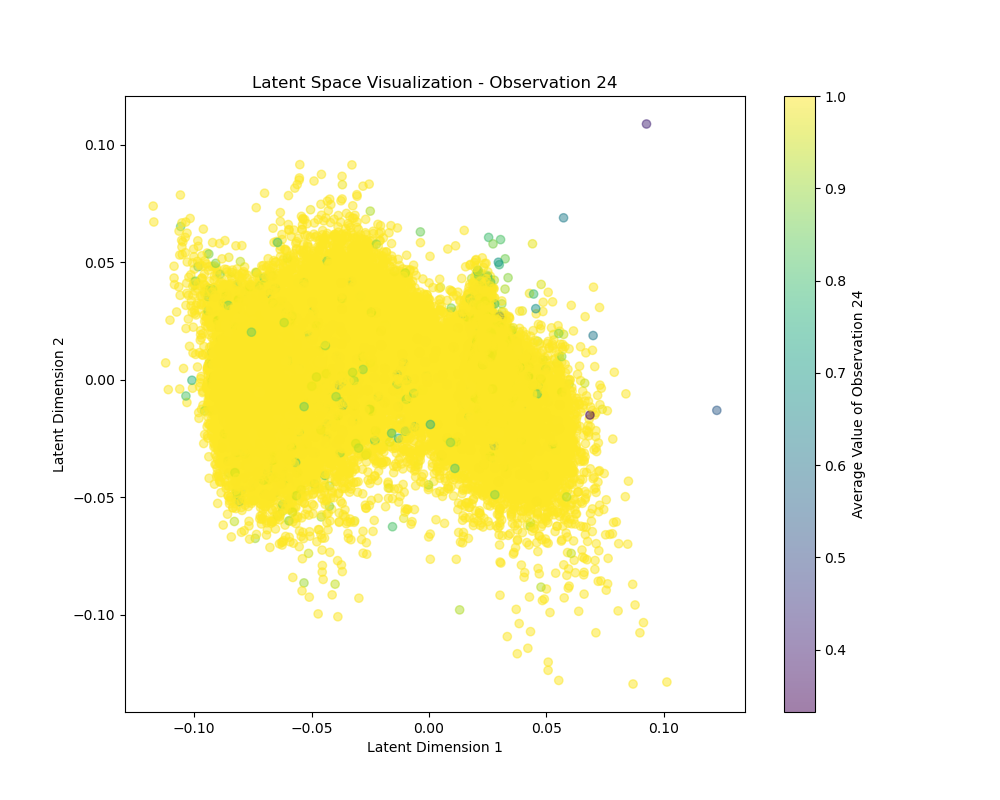 Latent Space Visualization - Observation 24
0.10
0.05
0.00
−0.05
−0.10
Latent Dimension 2
−0.10 −0.05 0.00 0.05 0.10
Latent Dimension 1
1.0
0.9
0.8
0.7
0.6
0.5
0.4
Average Value of Observation 24